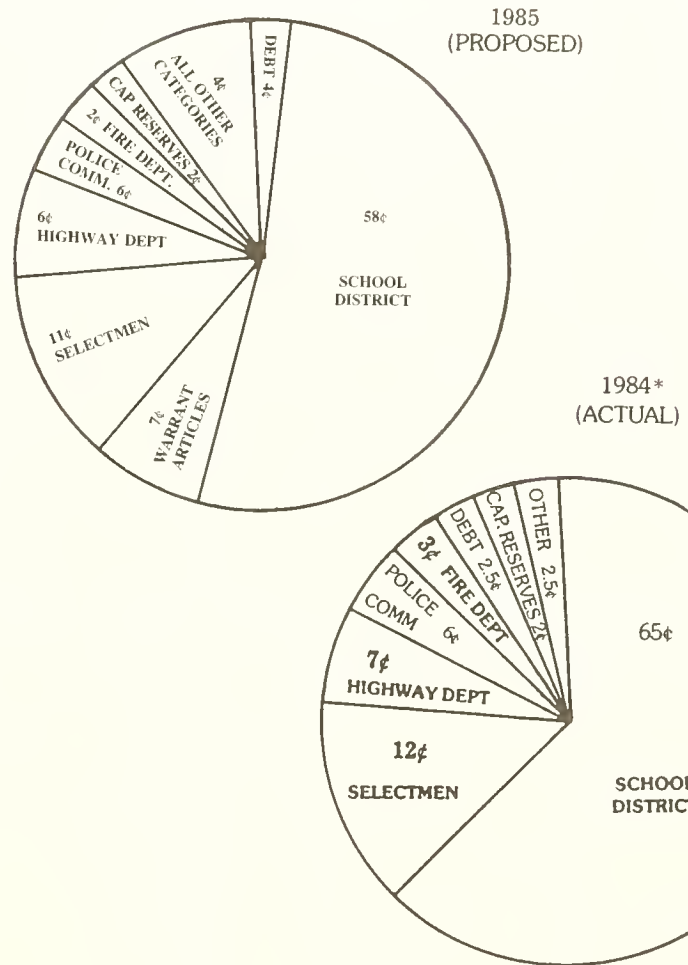 1985
(PROPOSED)
DEBT 4¢
4¢
ALL OTHER
CATEGORIES
CAP RESERVES 2¢
2¢ FIRE DEPT.
POLICE
COMM. 6¢
6¢
HIGHWAY DEPT
11¢
SELECTMEN
7¢
WARRANT
ARTICLES
58¢
SCHOOL
DISTRICT
1984*
(ACTUAL)
OTHER 2.5¢
CAP. RESERVES 2¢
DEBT 2.5¢
3¢ FIRE DEPT
POLICE
COMM 6¢
7¢
HIGHWAY DEPT
12¢
SELECTMEN
65¢
SCHOOL
DISTRICT